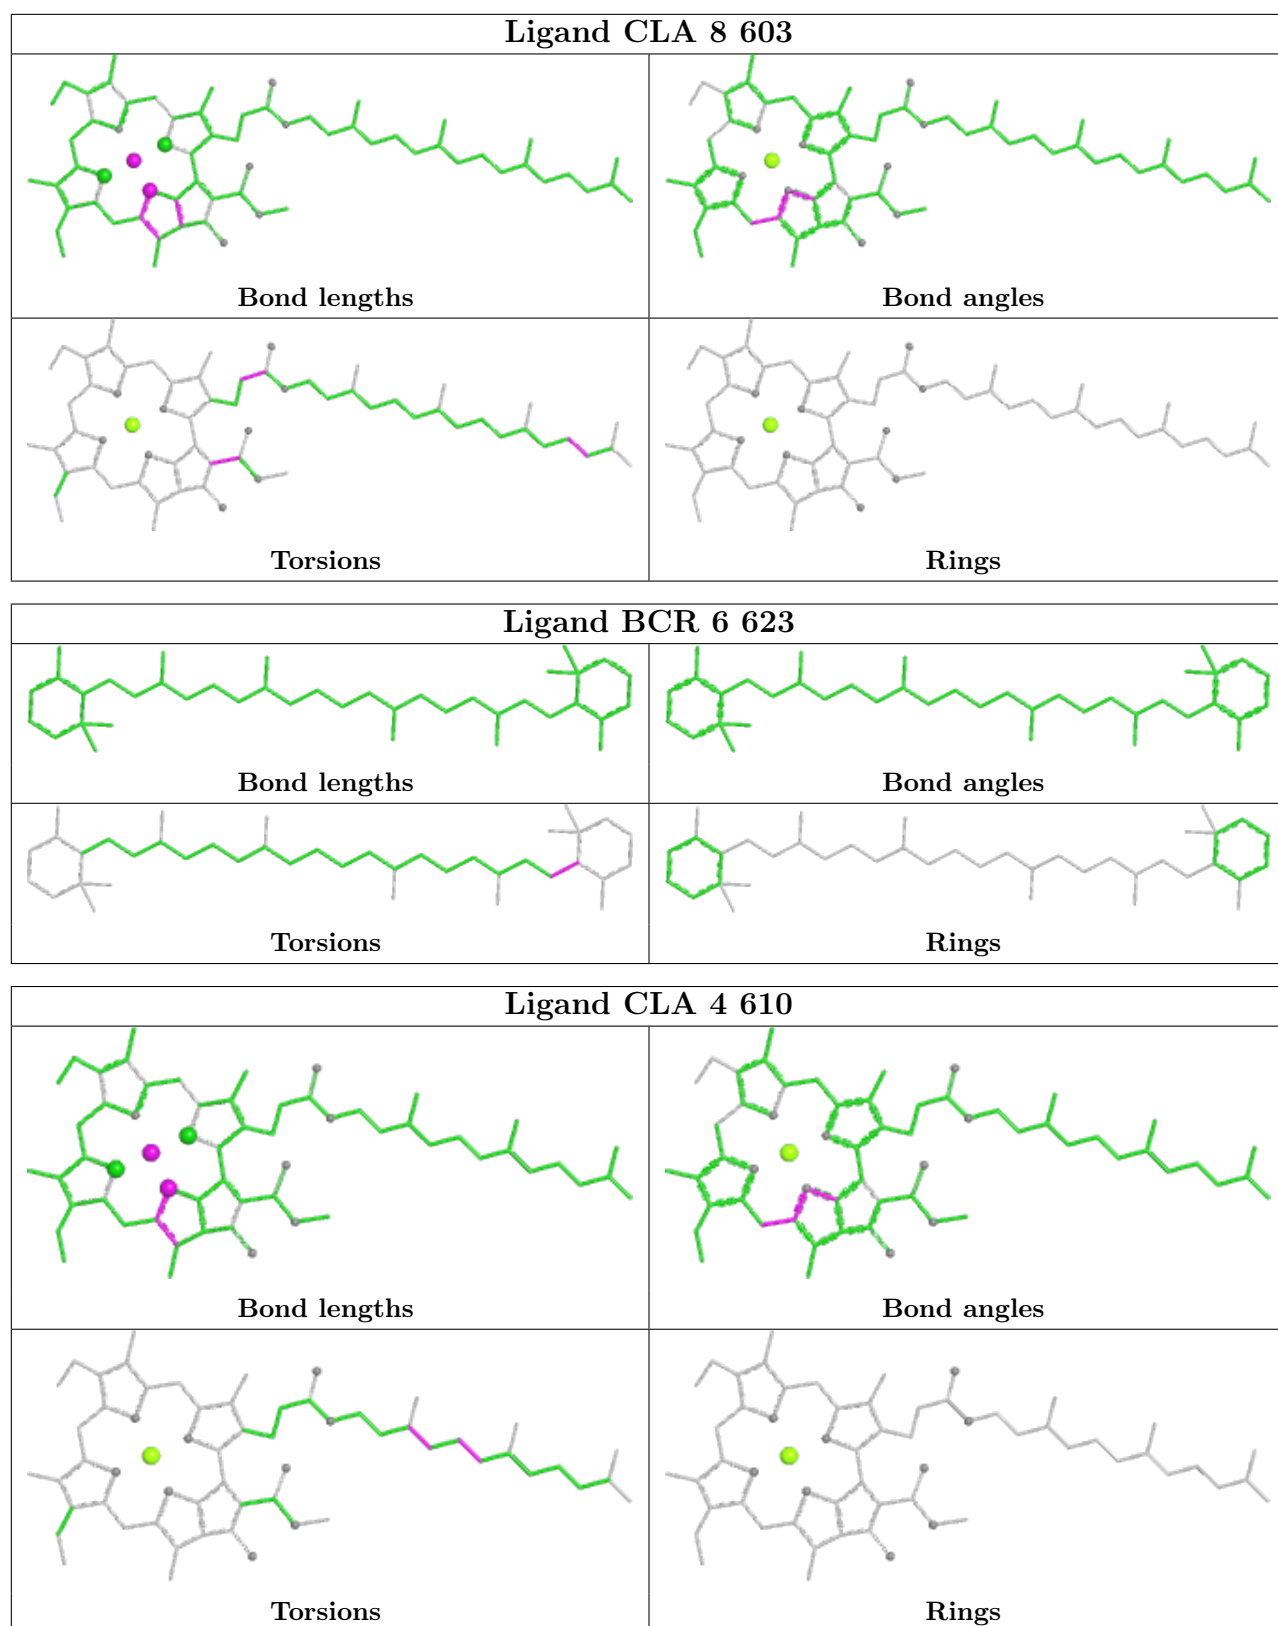 Ligand CLA 8 603
Bond lengths
Bond angles
Torsions
Rings
Ligand BCR 6 623
Bond lengths
Bond angles
Torsions
Rings
Ligand CLA 4 610
Bond lengths
Bond angles
Torsions
Rings